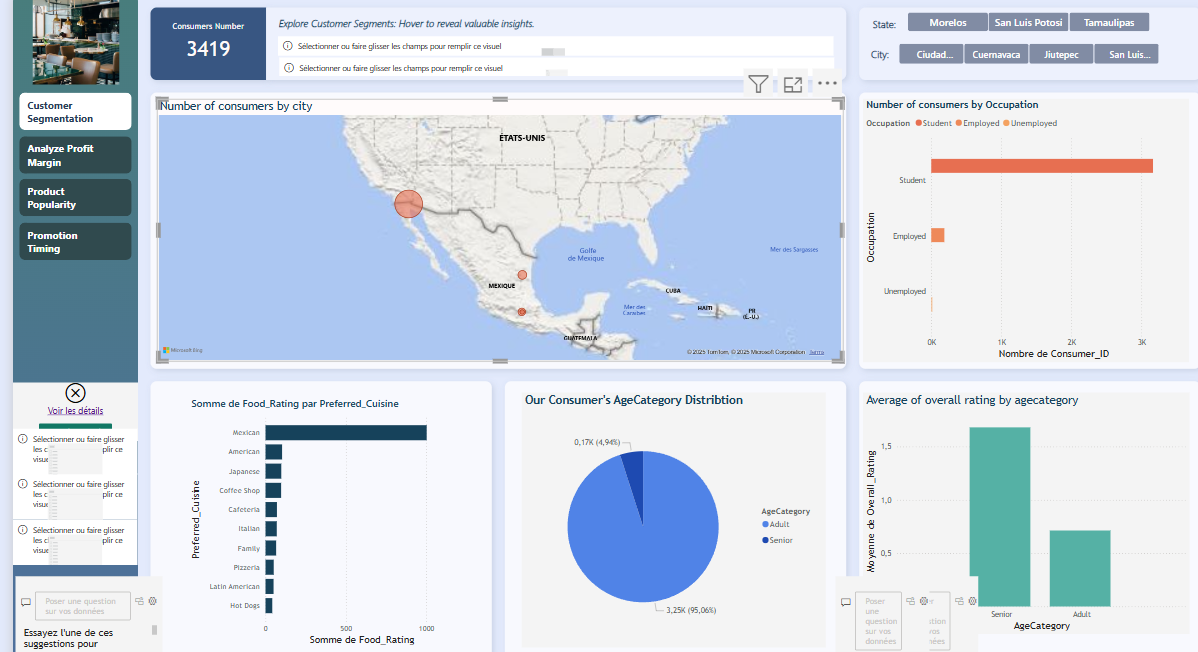 Customer
Segmentation
Analyze Profit
Margin
Product
Popularity
Promotion
Timing
Voir les détails
Sélectionner ou faire glisser
les c plir ce
visue
Sélectionner ou faire glisser
les c plir ce
visue
Sélectionner ou faire glisser
les c plir ce
visue
Poser une question
sur vos données
Essayez l'une de ces
suggestions pour
Consumers Number
3419
Explore Customer Segments: Hover to reveal valuable insights.
Sélectionner ou faire glisser les champs pour remplir ce visuel
Sélectionner ou faire glisser les champs pour remplir ce visuel
State:
Morelos
San Luis Potosí
Tamaulipas
City:
Ciudad...
Cuernavaca
Jiutepec
San Luis...
Number of consumers by city
ÉTATS-UNIS
Golfe
de Mexique
Mer des Sargasses
MEXIQUE
CUBA
Mer des
Caraïbes
HAÏTI
PR
(É.-U.)
GUATEMALA
Microsoft Bing
© 2025 TomTom, © 2025 Microsoft Corporation Terms
Number of consumers by Occupation
Occupation Student Employed Unemployed
Occupation
Student
Employed
Unemployed
0K 1K 2K 3K
Nombre de Consumer_ID
Somme de Food_Rating par Preferred_Cuisine
Preferred_Cuisine
Mexican
American
Japanese
Coffee Shop
Cafeteria
Italian
Family
Pizzeria
Latin American
Hot Dogs
0 500 1000
Somme de Food_Rating
Our Consumer's AgeCategory Distribtion
0,17K (4,94%)
3,25K (95,06%)
AgeCategory
Adult
Senior
Average of overall rating by agecategory
Moyenne de Overall_Rating
1,5
1,0
0,5
Senior Adult
AgeCategory
Poser
une
question
sur vos
données
stion
vos
nées